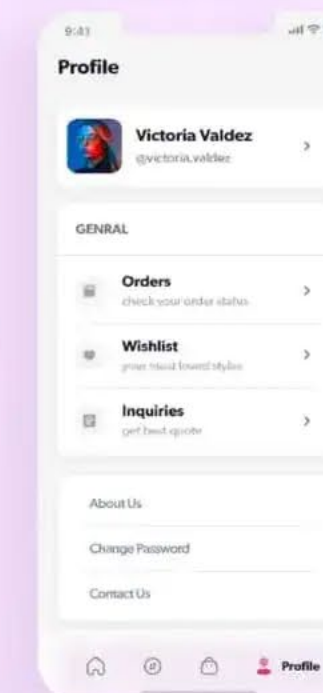 9:41
Profile
Victoria Valdez
@victoria.valdez
GENRAL
Orders
check your order status
Wishlist
your most loved styles
Inquiries
get best quote
About Us
Change Password
Contact Us
Profile